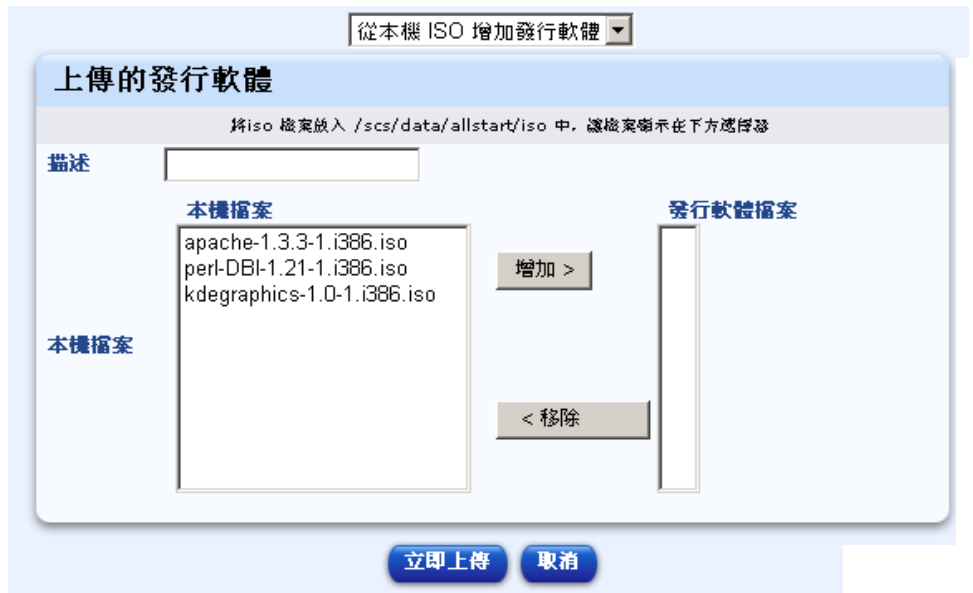 從本機 ISO 增加發行軟體
上傳的發行軟體
將iso 檔案放入 /scs/data/allstart/iso 中，讓檔案顯示在下方選擇器
描述
本機檔案
發行軟體檔案
apache-1.3.3-1.i386.iso
perl-DBI-1.21-1.i386.iso
kdegraphics-1.0-1.i386.iso
增加 >
本機檔案
< 移除
立即上傳
取消